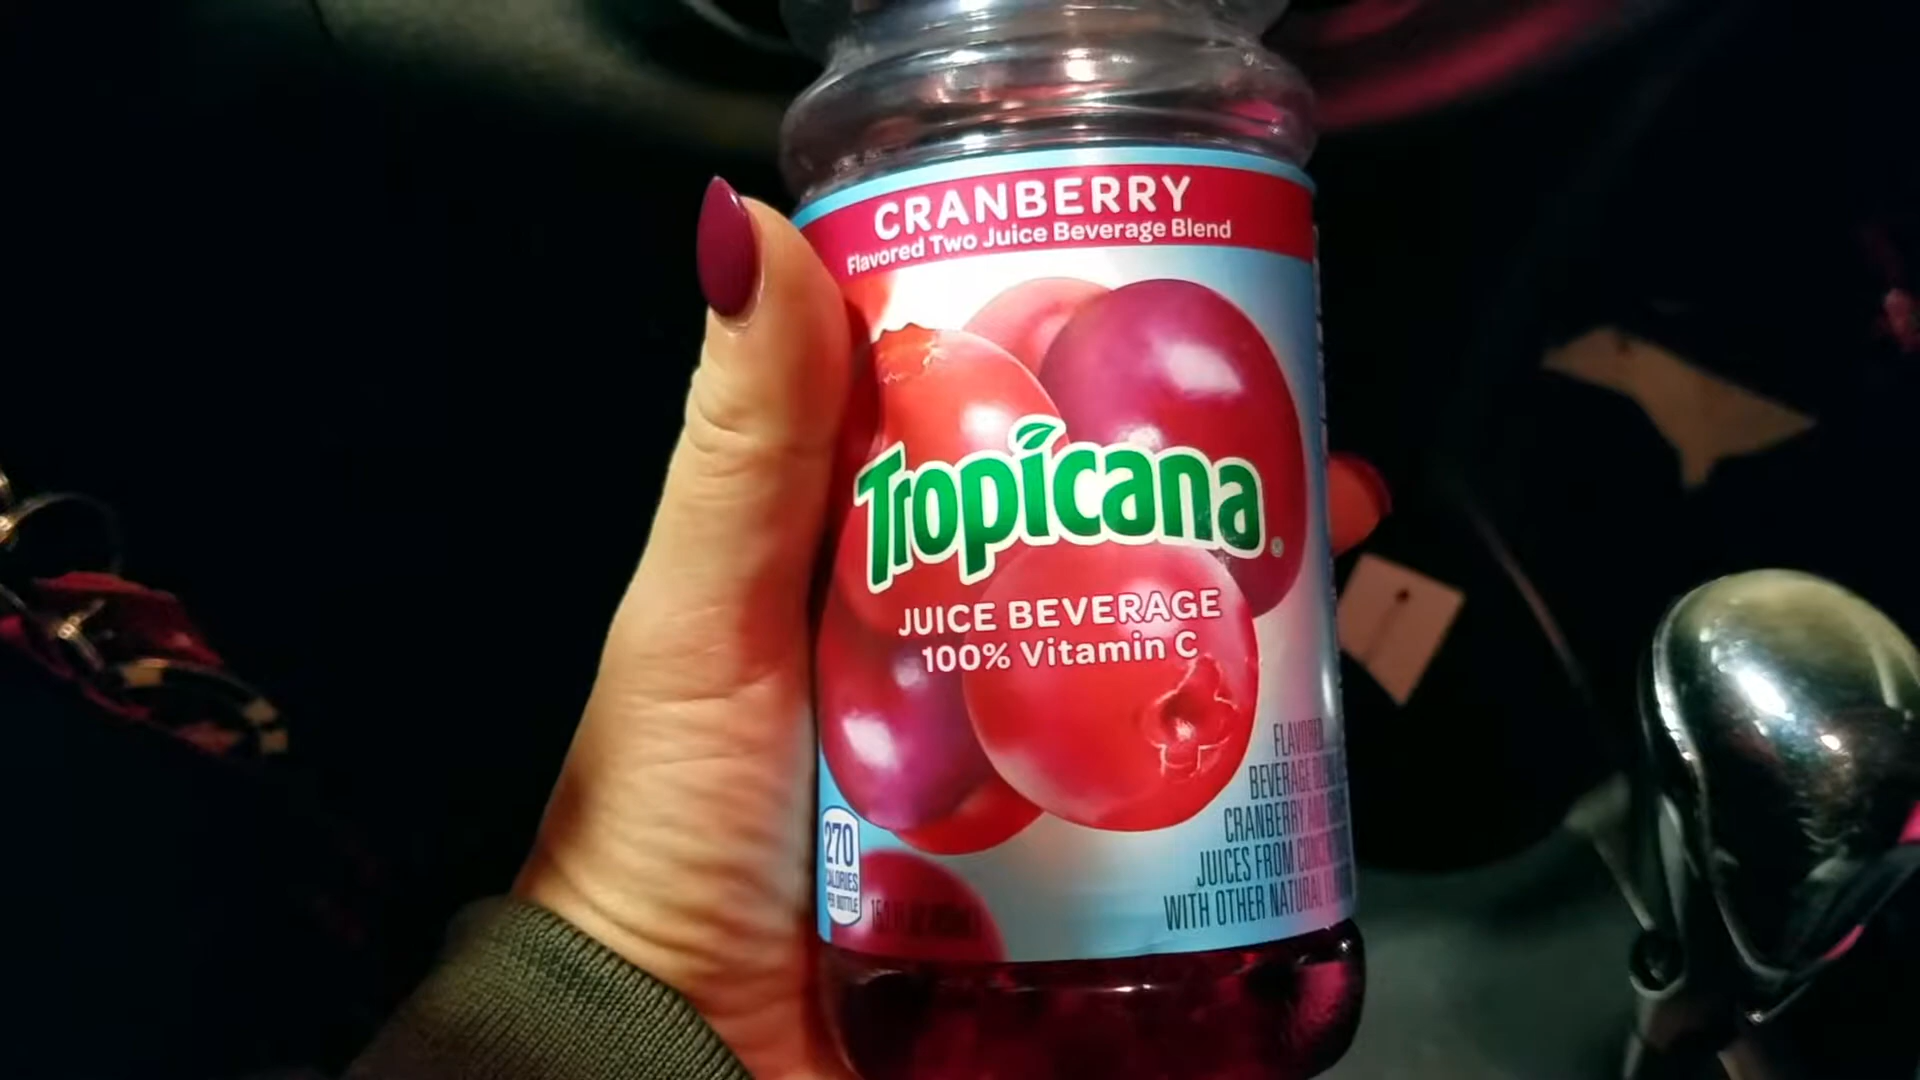 CRANBERRY
Flavored Two Juice Beverage Blend
Tropicana®
JUICE BEVERAGE
100% Vitamin C
FLAVORED
BEVERAGE
CRANBERRY
JUICES FROM
WITH OTHER NATURAL
270
CALORIES
PER BOTTLE